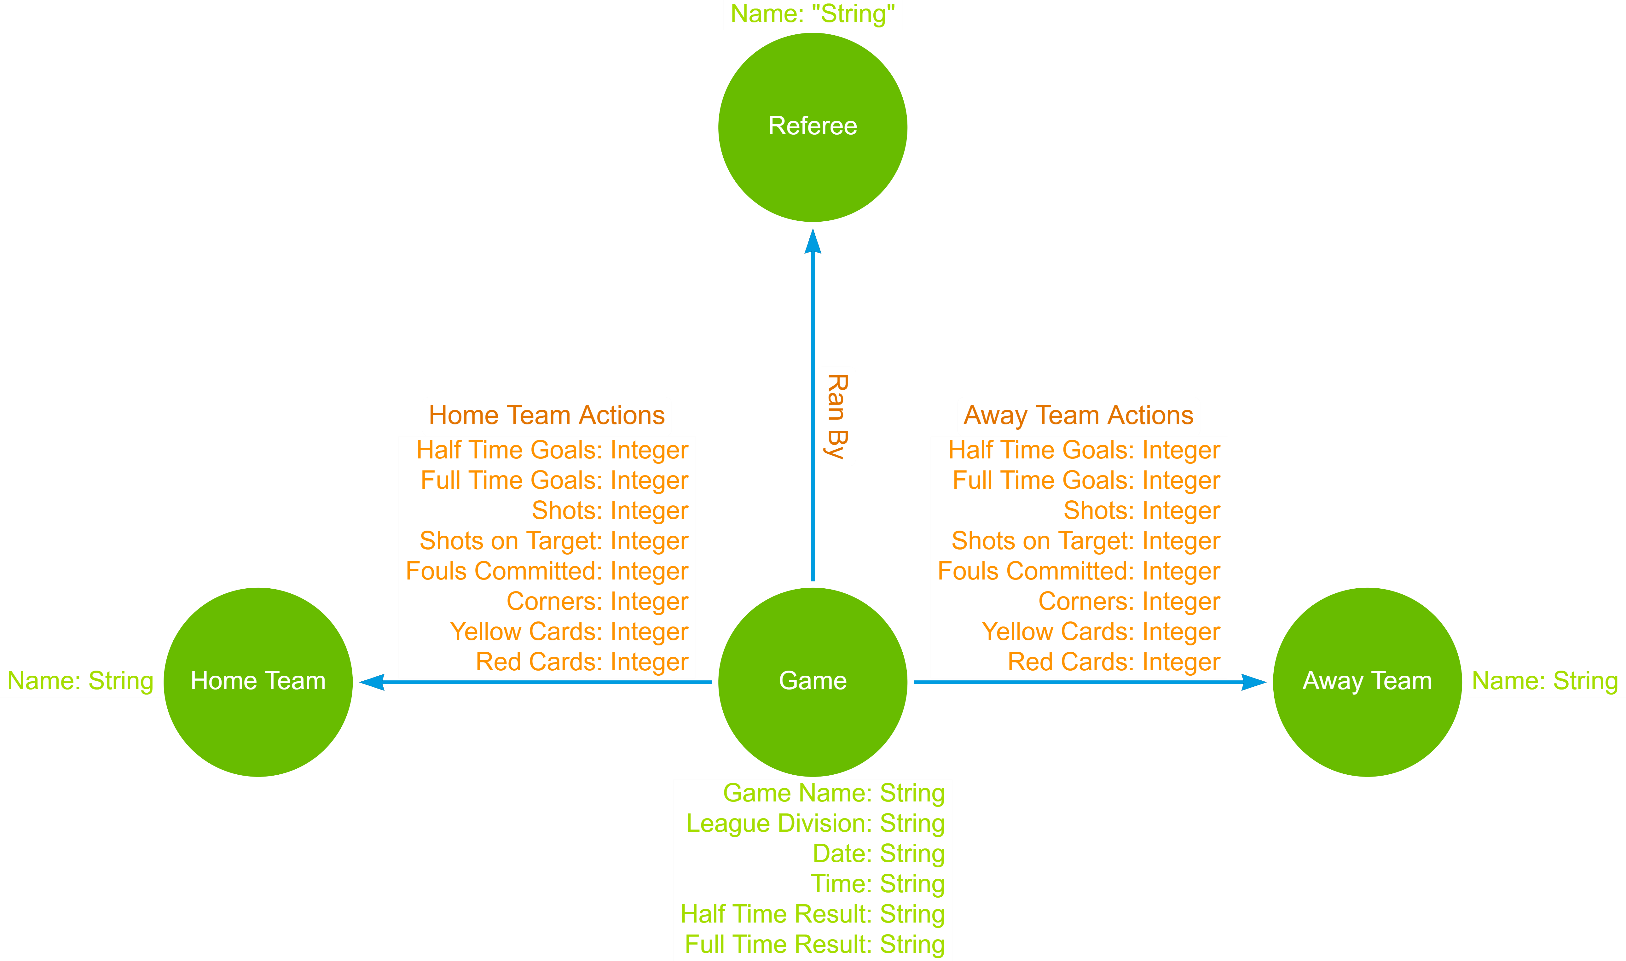 Name: "String"
Referee
Ran By
Home Team Actions
Half Time Goals: Integer
Full Time Goals: Integer
Shots: Integer
Shots on Target: Integer
Fouls Committed: Integer
Corners: Integer
Yellow Cards: Integer
Red Cards: Integer
Away Team Actions
Half Time Goals: Integer
Full Time Goals: Integer
Shots: Integer
Shots on Target: Integer
Fouls Committed: Integer
Corners: Integer
Yellow Cards: Integer
Red Cards: Integer
Name: String
Home Team
Game
Away Team
Name: String
Game Name: String
League Division: String
Date: String
Time: String
Half Time Result: String
Full Time Result: String